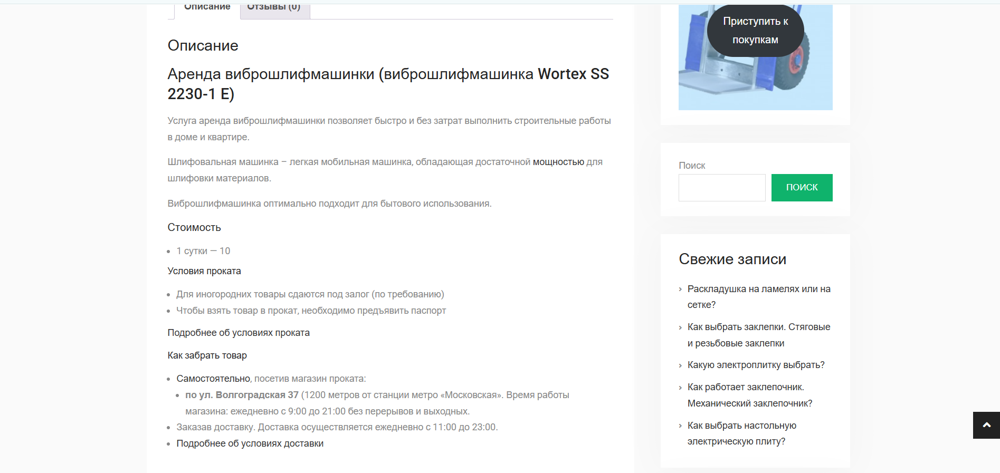 Описание
Отзывы (0)
Описание
Аренда виброшлифмашинки (виброшлифмашинка Wortex SS
2230-1 E)
Услуга аренда виброшлифмашинки позволяет быстро и без затрат выполнить строительные работы
в доме и квартире.
Шлифовальная машинка – легкая мобильная машинка, обладающая достаточной мощностью для
шлифовки материалов.
Виброшлифмашинка оптимально подходит для бытового использования.
Стоимость
1 сутки — 10
Условия проката
Для иногородних товары сдаются под залог (по требованию)
Чтобы взять товар в прокат, необходимо предъявить паспорт
Подробнее об условиях проката
Как забрать товар
Самостоятельно, посетив магазин проката:
по ул. Волгоградская 37 (1200 метров от станции метро «Московская». Время работы
магазина: ежедневно с 9:00 до 21:00 без перерывов и выходных.
Заказав доставку. Доставка осуществляется ежедневно с 11:00 до 23:00.
Подробнее об условиях доставки
Приступить к
покупкам
Поиск
ПОИСК
Свежие записи
Раскладушка на ламелях или на
сетке?
Как выбрать заклепки. Стяговые
и резьбовые заклепки
Какую электроплитку выбрать?
Как работает заклепочник.
Механический заклепочник?
Как выбрать настольную
электрическую плиту?